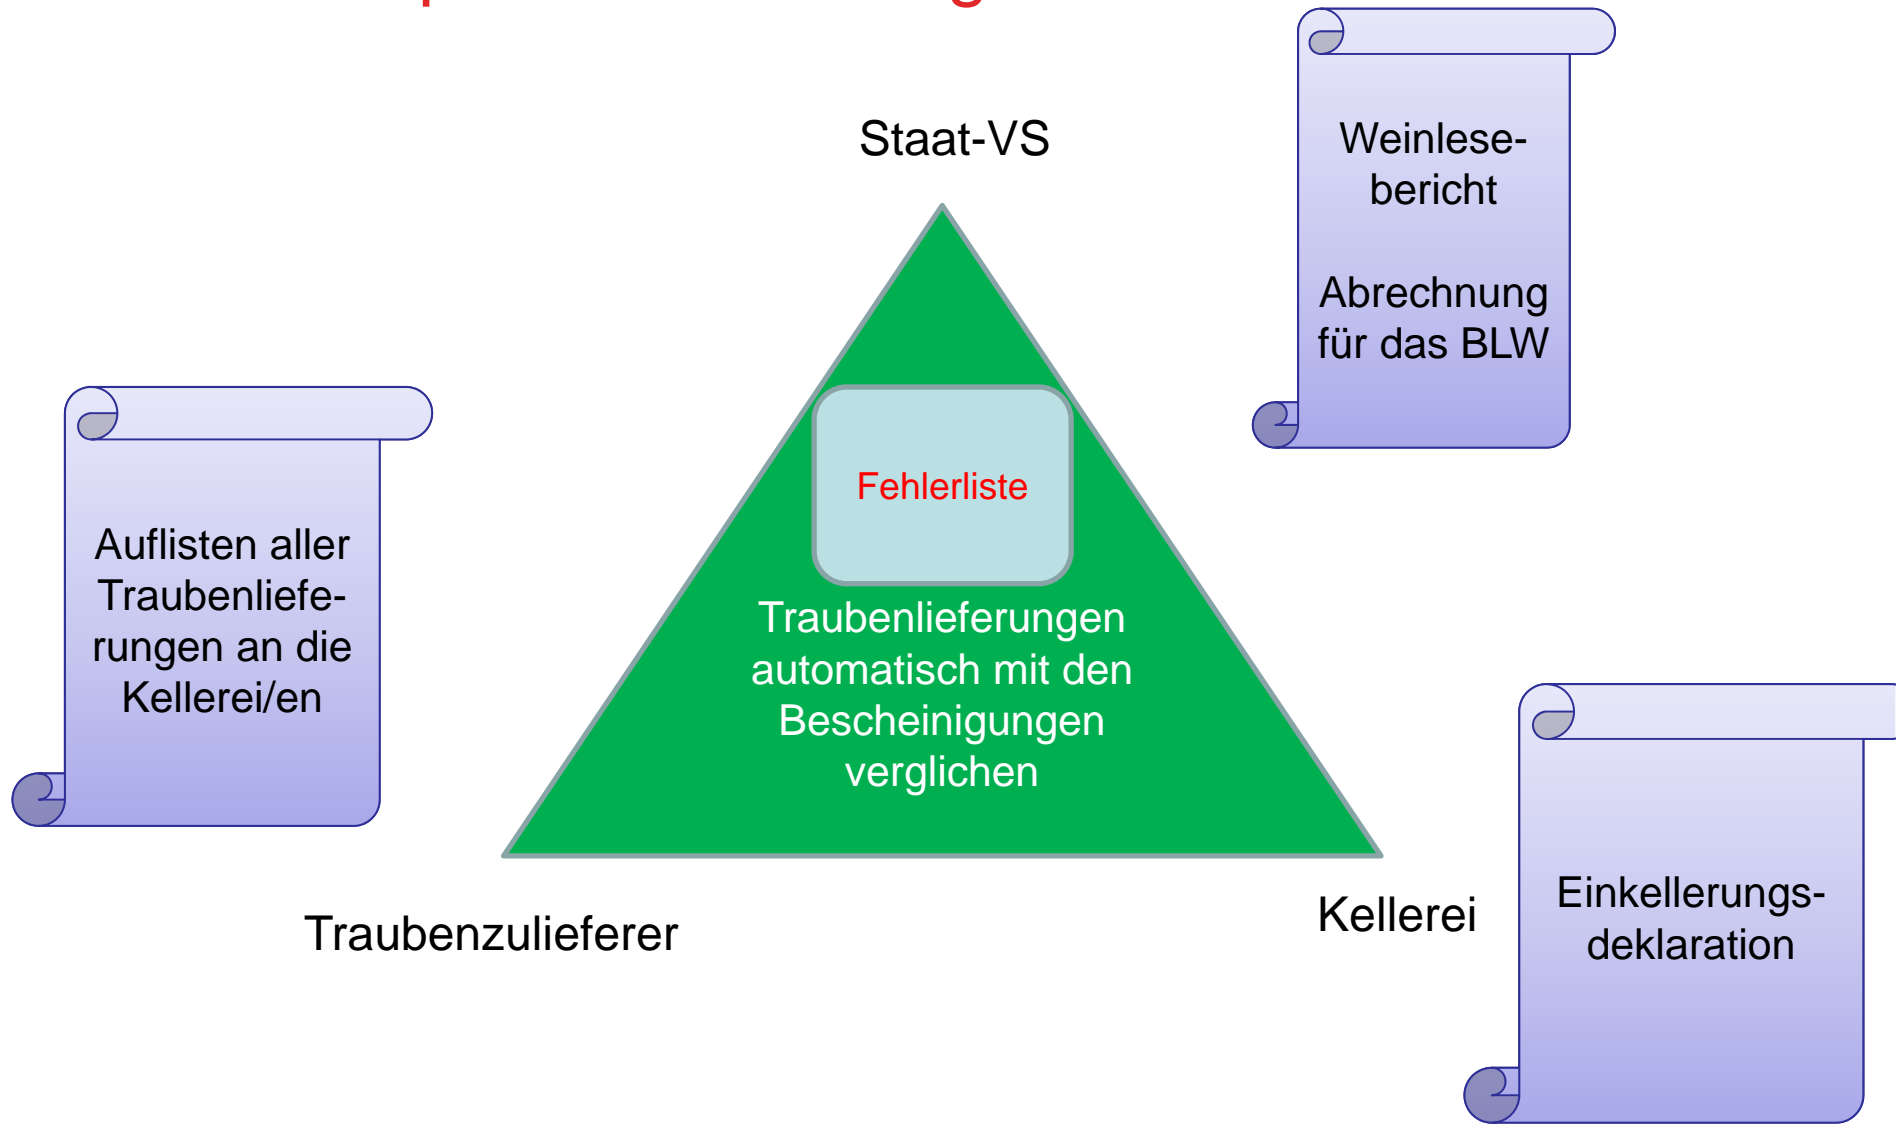 Staat-VS
Weinlese-
bericht
Abrechnung
für das BLW
Fehlerliste
Traubenlieferungen
automatisch mit den
Bescheinigungen
verglichen
Auflisten aller
Traubenliefe-
rungen an die
Kellerei/en
Traubenzulieferer
Kellerei
Einkellerungs-
deklaration